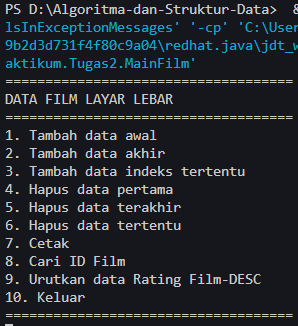 PS D:\Algoritma-dan-Struktur-Data> &
lsInExceptionMessages' '-cp' 'C:\User
9b2d3d731f4f80c9a04\redhat.java\jdt_w
aktikum.Tugas2.MainFilm'
==================================
DATA FILM LAYAR LEBAR
==================================
1. Tambah data awal
2. Tambah data akhir
3. Tambah data indeks tertentu
4. Hapus data pertama
5. Hapus data terakhir
6. Hapus data tertentu
7. Cetak
8. Cari ID Film
9. Urutkan data Rating Film-DESC
10. Keluar
==================================